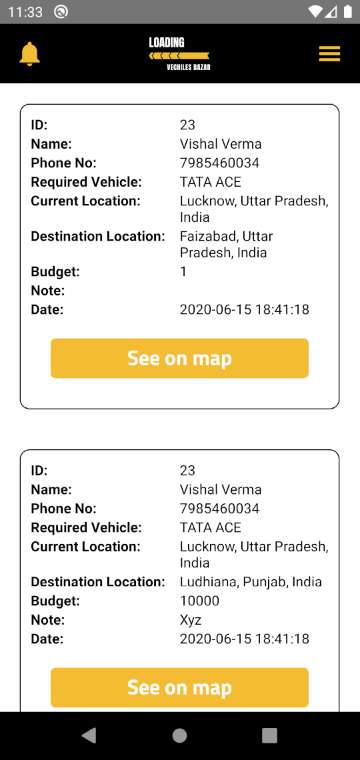 11:33
LOADING
VECHILES BAZAR
ID: 23
Name: Vishal Verma
Phone No: 7985460034
Required Vehicle: TATA ACE
Current Location: Lucknow, Uttar Pradesh,
India
Destination Location: Faizabad, Uttar
Pradesh, India
Budget: 1
Note:
Date: 2020-06-15 18:41:18
See on map
ID: 23
Name: Vishal Verma
Phone No: 7985460034
Required Vehicle: TATA ACE
Current Location: Lucknow, Uttar Pradesh,
India
Destination Location: Ludhiana, Punjab, India
Budget: 10000
Note: Xyz
Date: 2020-06-15 18:41:18
See on map